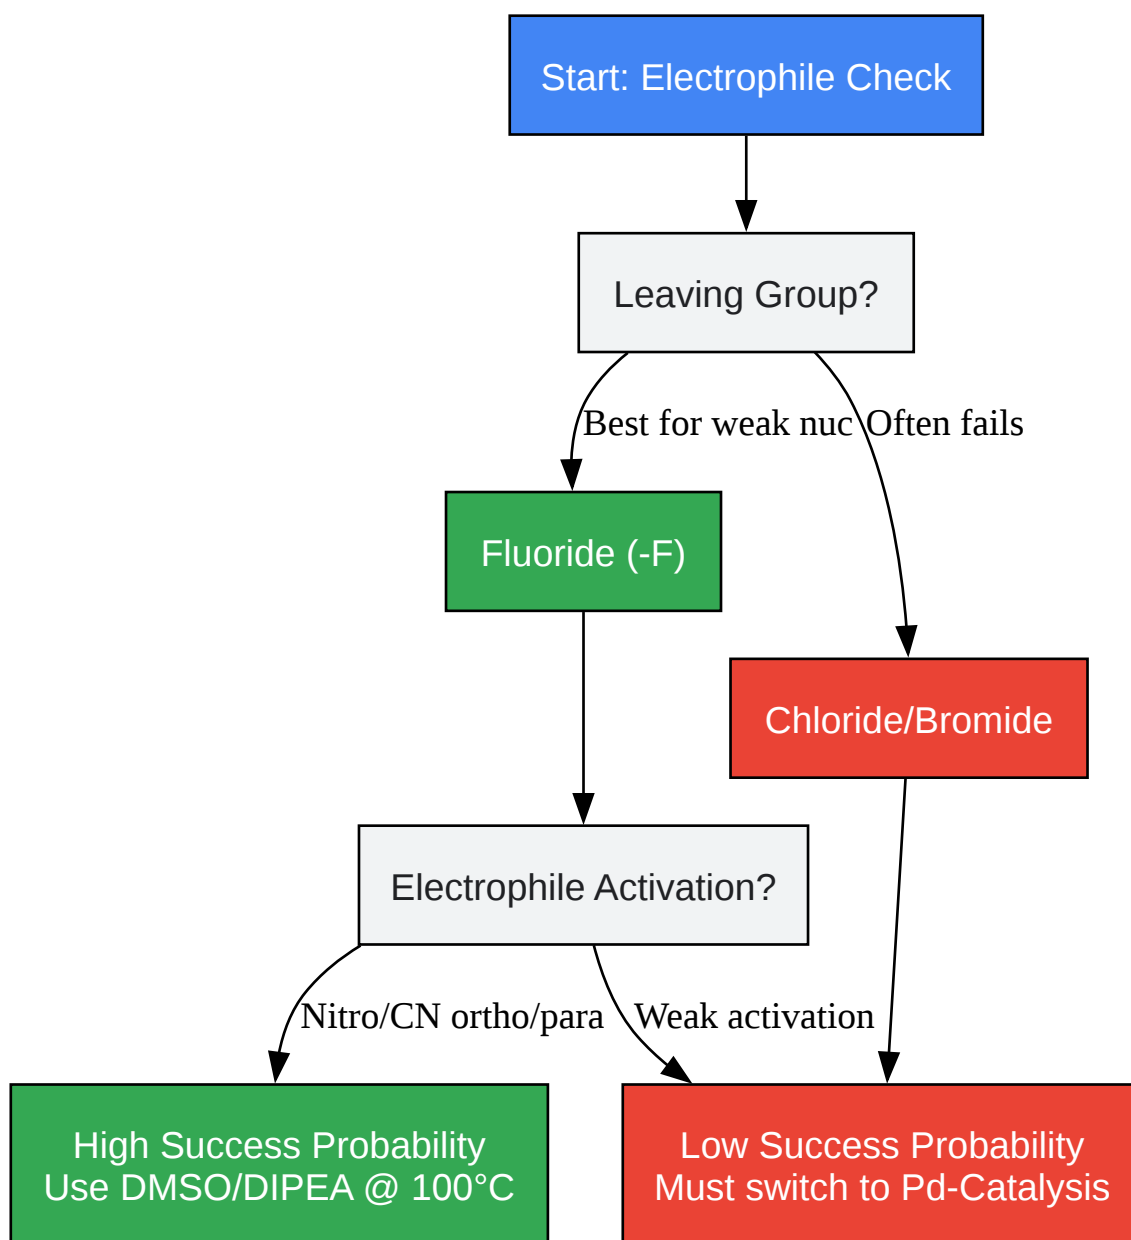 Start: Electrophile Check
Leaving Group?
Best for weak nuc
Often fails
Fluoride (-F)
Chloride/Bromide
Electrophile Activation?
Nitro/CN ortho/para
Weak activation
High Success Probability
Use DMSO/DIPEA @ 100°C
Low Success Probability
Must switch to Pd-Catalysis